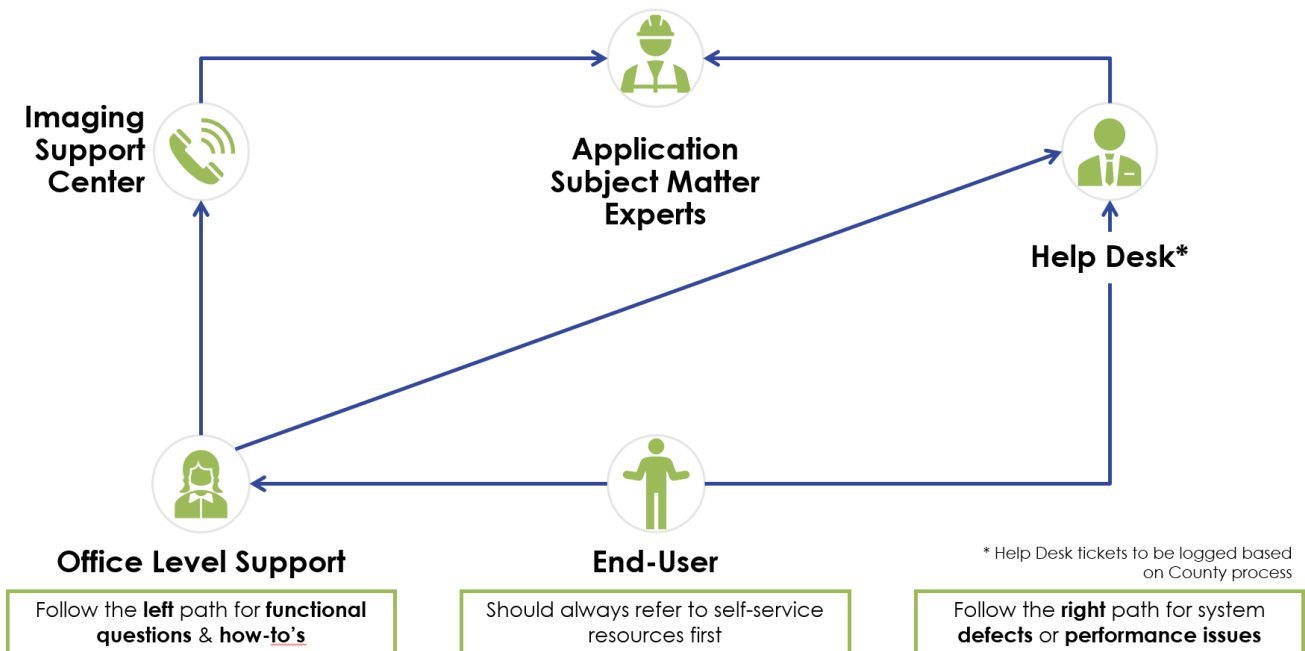 Imaging
Support
Center
Application
Subject Matter
Experts
Help Desk*
Office Level Support
End-User
* Help Desk tickets to be logged based
on County process
Follow the left path for functional
questions & how-to's
Should always refer to self-service
resources first
Follow the right path for system
defects or performance issues